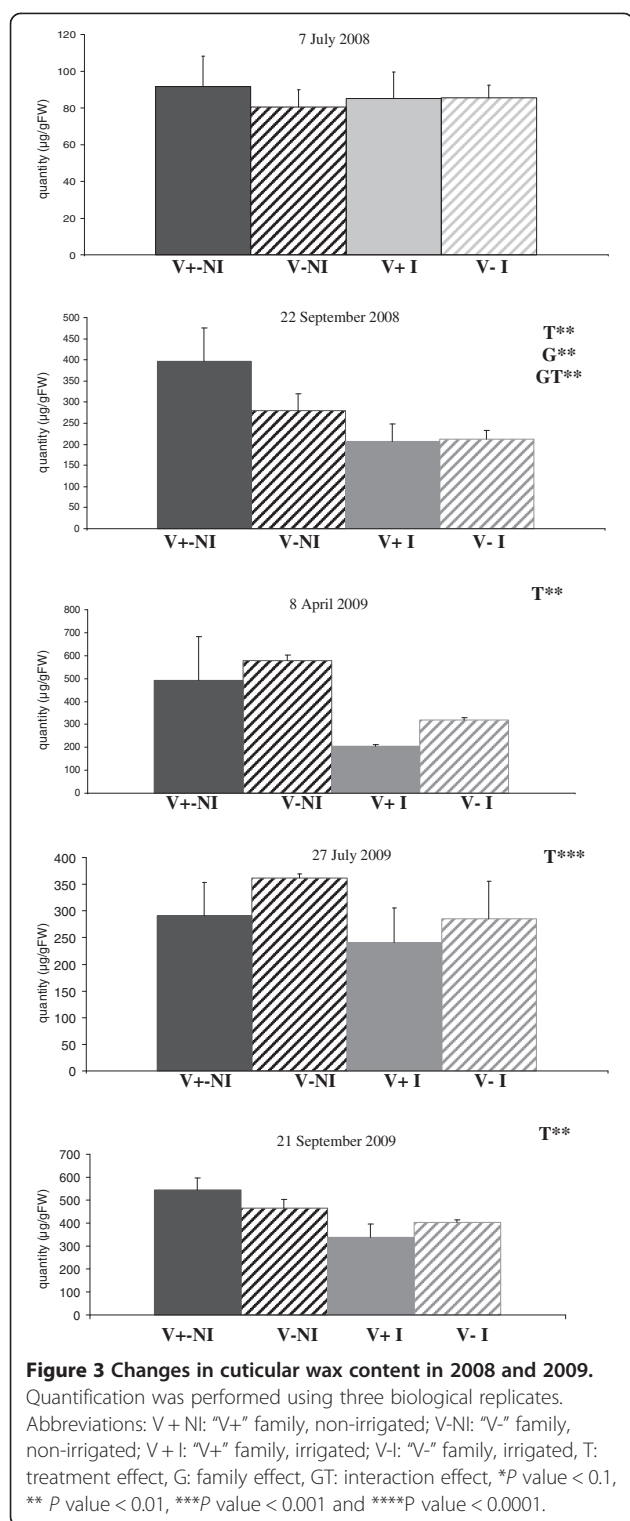 7 July 2008
quantity (µg/gFW)
120
100
80
60
40
20
0
V+-NI V-NI V+ I V- I
22 September 2008
T**
G**
GT**
quantity (µg/gFW)
500
450
400
350
300
250
200
150
100
50
0
V+-NI V-NI V+ I V- I
8 April 2009
T**
quantity (µg/gFW)
800
700
600
500
400
300
200
100
0
V+-NI V-NI V+ I V- I
27 July 2009
T***
quantity (µg/gFW)
400
350
300
250
200
150
100
50
0
V+-NI V-NI V+ I V- I
21 September 2009
T**
quantity (µg/gFW)
700
600
500
400
300
200
100
0
V+-NI V-NI V+ I V- I
Figure 3 Changes in cuticular wax content in 2008 and 2009.
Quantification was performed using three biological replicates.
Abbreviations: V + NI: “V+” family, non-irrigated; V-NI: “V-” family,
non-irrigated; V + I: “V+” family, irrigated; V-I: “V-” family, irrigated, T:
treatment effect, G: family effect, GT: interaction effect, *P value < 0.1,
** P value < 0.01, ***P value < 0.001 and ****P value < 0.0001.